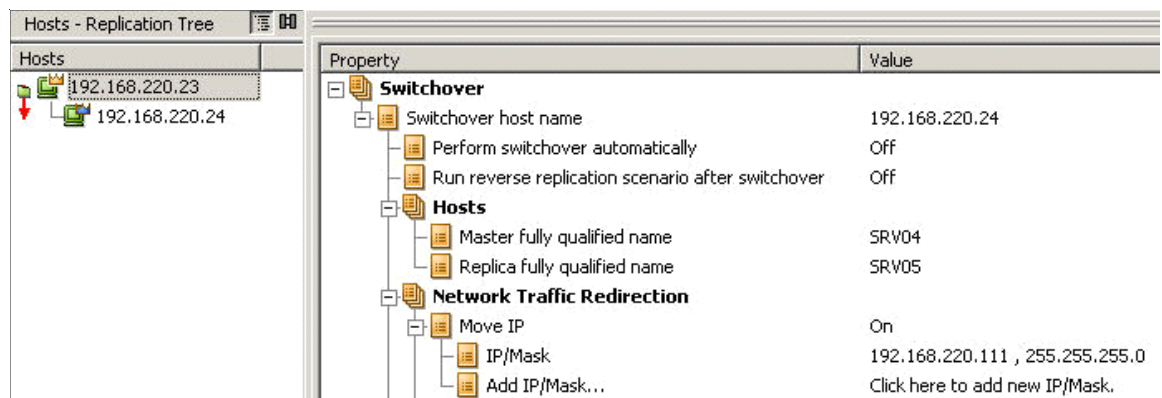 Hosts - Replication Tree
Hosts
192.168.220.23
192.168.220.24
Property Value
Switchover
Switchover host name 192.168.220.24
Perform switchover automatically Off
Run reverse replication scenario after switchover Off
Hosts
Master fully qualified name SRV04
Replica fully qualified name SRV05
Network Traffic Redirection
Move IP On
IP/Mask 192.168.220.111 , 255.255.255.0
Add IP/Mask... Click here to add new IP/Mask.